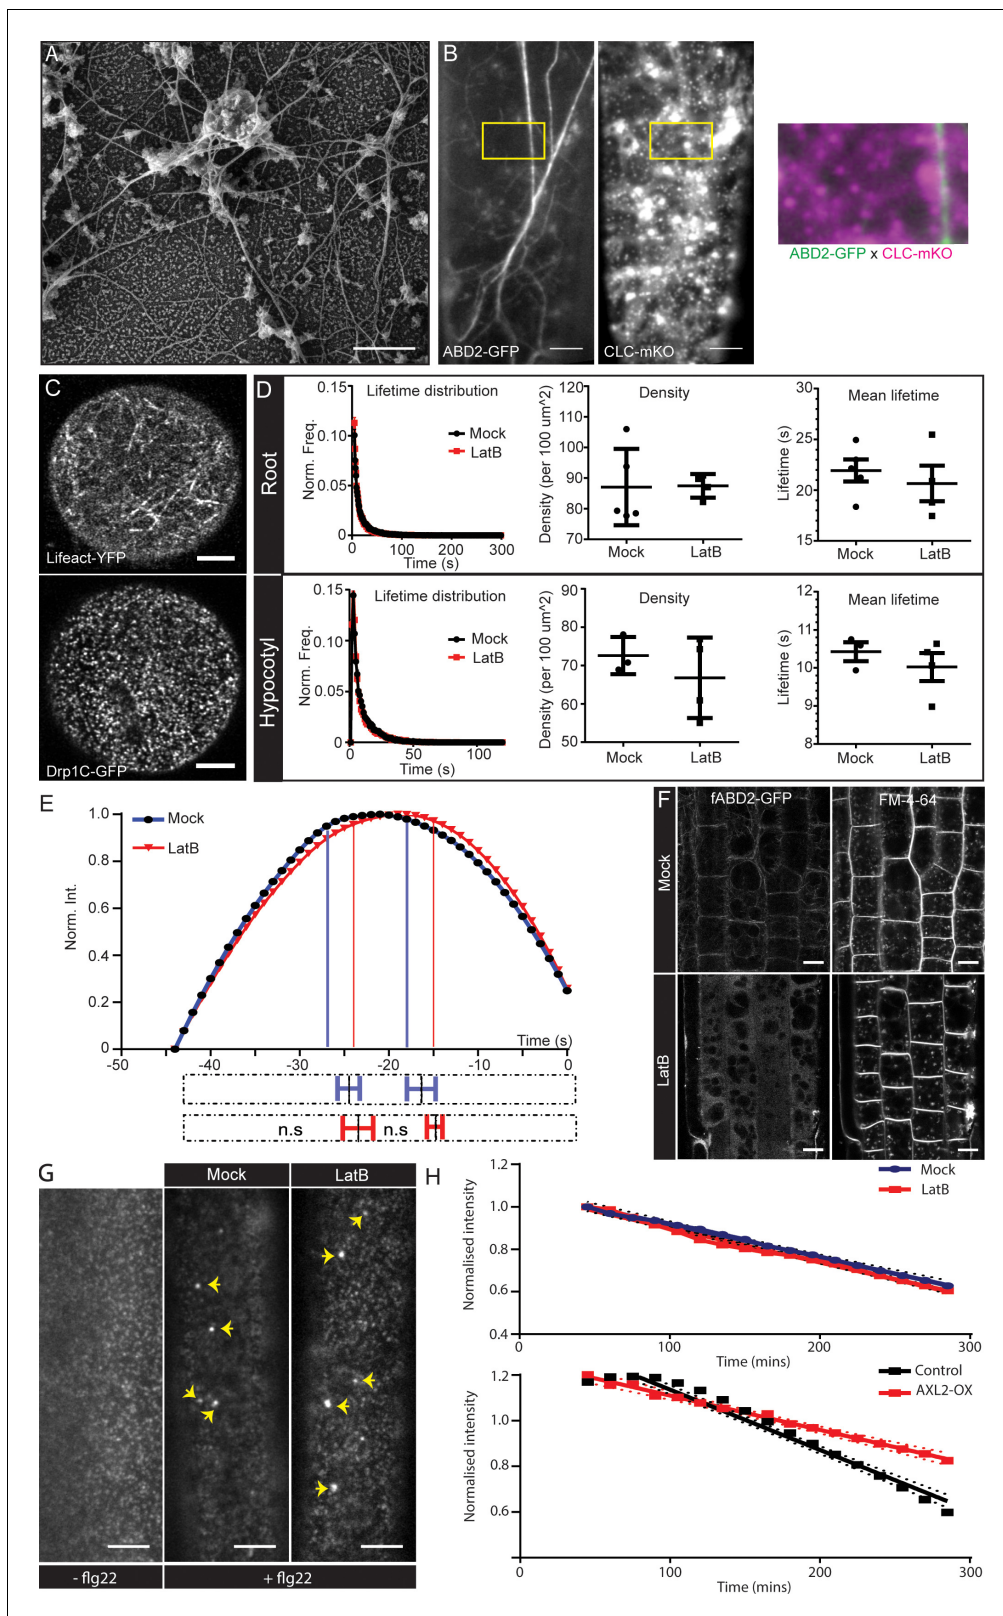 A
B
ABD2-GFP
CLC-mKO
ABD2-GFP x CLC-mKO
C
Lifeact-YFP
Drp1C-GFP
D
Root
Lifetime distribution
Norm. Freq.
0.15
0.10
0.05
0
Mock
LatB
0 100 200 300
Time (s)
Density
Density (per 100 um^2)
120
110
100
90
80
70
Mock LatB
Mean lifetime
Lifetime (s)
30
25
20
15
Mock LatB
Hypocotyl
Lifetime distribution
Norm. Freq.
0.15
0.10
0.05
0
Mock
LatB
0 50 100
Time (s)
Density
Density (per 100 um^2)
90
80
70
60
50
Mock LatB
Mean lifetime
Lifetime (s)
12
11
10
9
8
Mock LatB
E
Mock
LatB
Norm. Int.
1.0
0.8
0.6
0.4
0.2
0
-50 -40 -30 -20 -10 0
Time (s)
n.s n.s
F
fABD2-GFP FM-4-64
Mock
LatB
G
Mock LatB
- flg22 + flg22
H
Mock
LatB
Normalised intensity
1.2
1.0
0.8
0.6
0.4
0 100 200 300
Time (mins)
Control
AXL2-OX
Normalised intensity
1.2
1.0
0.8
0.6
0 100 200 300
Time (mins)